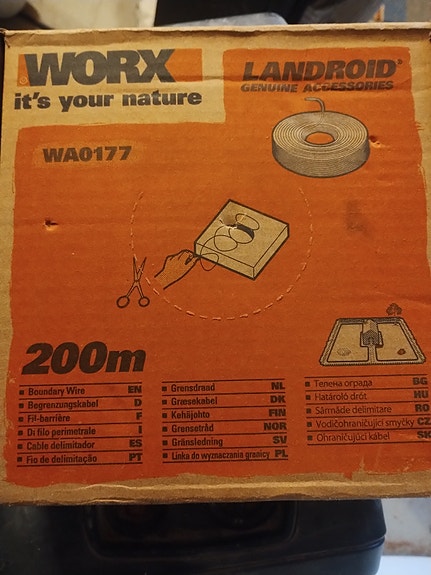 WORX
it's your nature
LANDROID®
GENUINE ACCESSORIES
WA0177
200m
Boundary Wire EN
Begrenzungskabel D
Fil-barrière F
Di filo perimetrale I
Cable delimitador ES
Fio de delimitação PT
Grensdraad NL
Græsekabel DK
Kehäjohto FIN
Grensetråd NOR
Gränsledning SV
Linka do wyznaczania granicy PL
Телена ограда BG
Határoló drót HU
Sârmăde delimitare RO
Vodičohraničující smyčky CZ
Ohraničujúci kábel SK